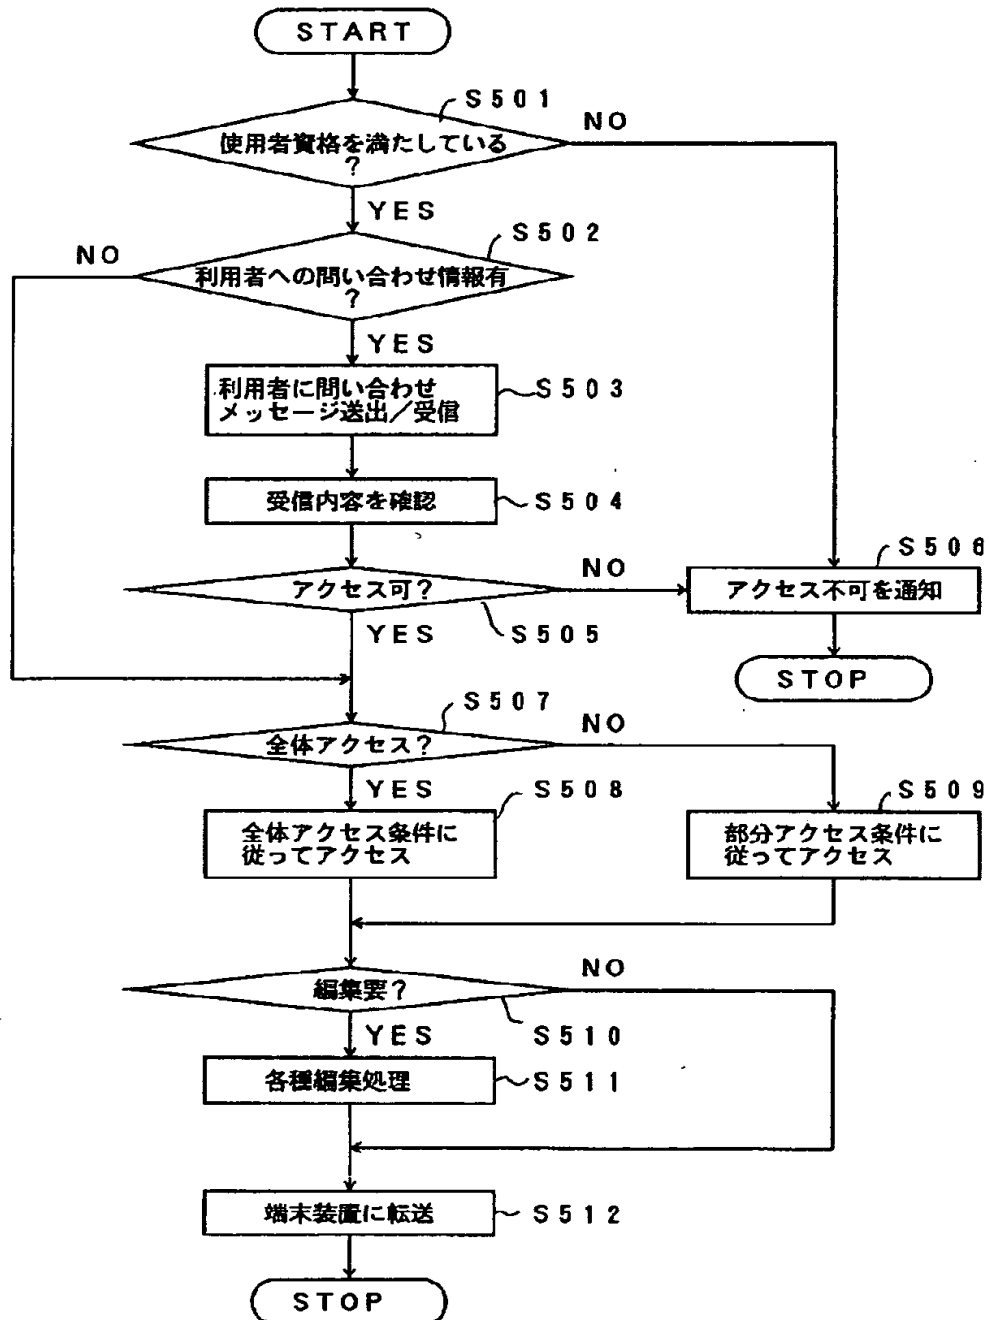 START
S501
使用者資格を満たしている
?
NO
YES
S502
NO
利用者への問い合わせ情報有
?
YES
利用者に問い合わせ
メッセージ送出／受信
S503
受信内容を確認
S504
アクセス可?
NO
S505
YES
S506
アクセス不可を通知
STOP
S507
全体アクセス?
NO
YES
S508
全体アクセス条件に
従ってアクセス
S509
部分アクセス条件に
従ってアクセス
編集要?
NO
S510
YES
各種編集処理
S511
端末装置に転送
S512
STOP